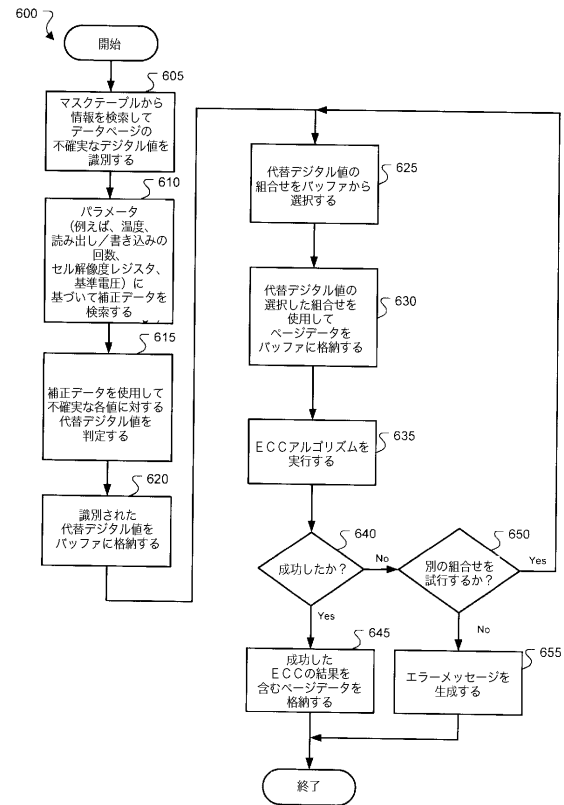 600
開始
605
マスクテーブルから
情報を検索して
データページの
不確実なデジタル値を
識別する
610
パラメータ
（例えば、温度、
読み出し／書き込みの
回数、
セル解像度レジスタ、
基準電圧）に
基づいて補正データを
検索する
615
補正データを使用して
不確実な各値に対する
代替デジタル値を
判定する
620
識別された
代替デジタル値を
バッファに格納する
625
代替デジタル値の
組合せをバッファから
選択する
630
代替デジタル値の
選択した組合せを
使用して
ページデータを
バッファに格納する
635
ＥＣＣアルゴリズムを
実行する
640
成功したか？
No
Yes
650
別の組合せを
試行するか？
Yes
No
645
成功した
ＥＣＣの結果を
含むページデータを
格納する
655
エラーメッセージを
生成する
終了